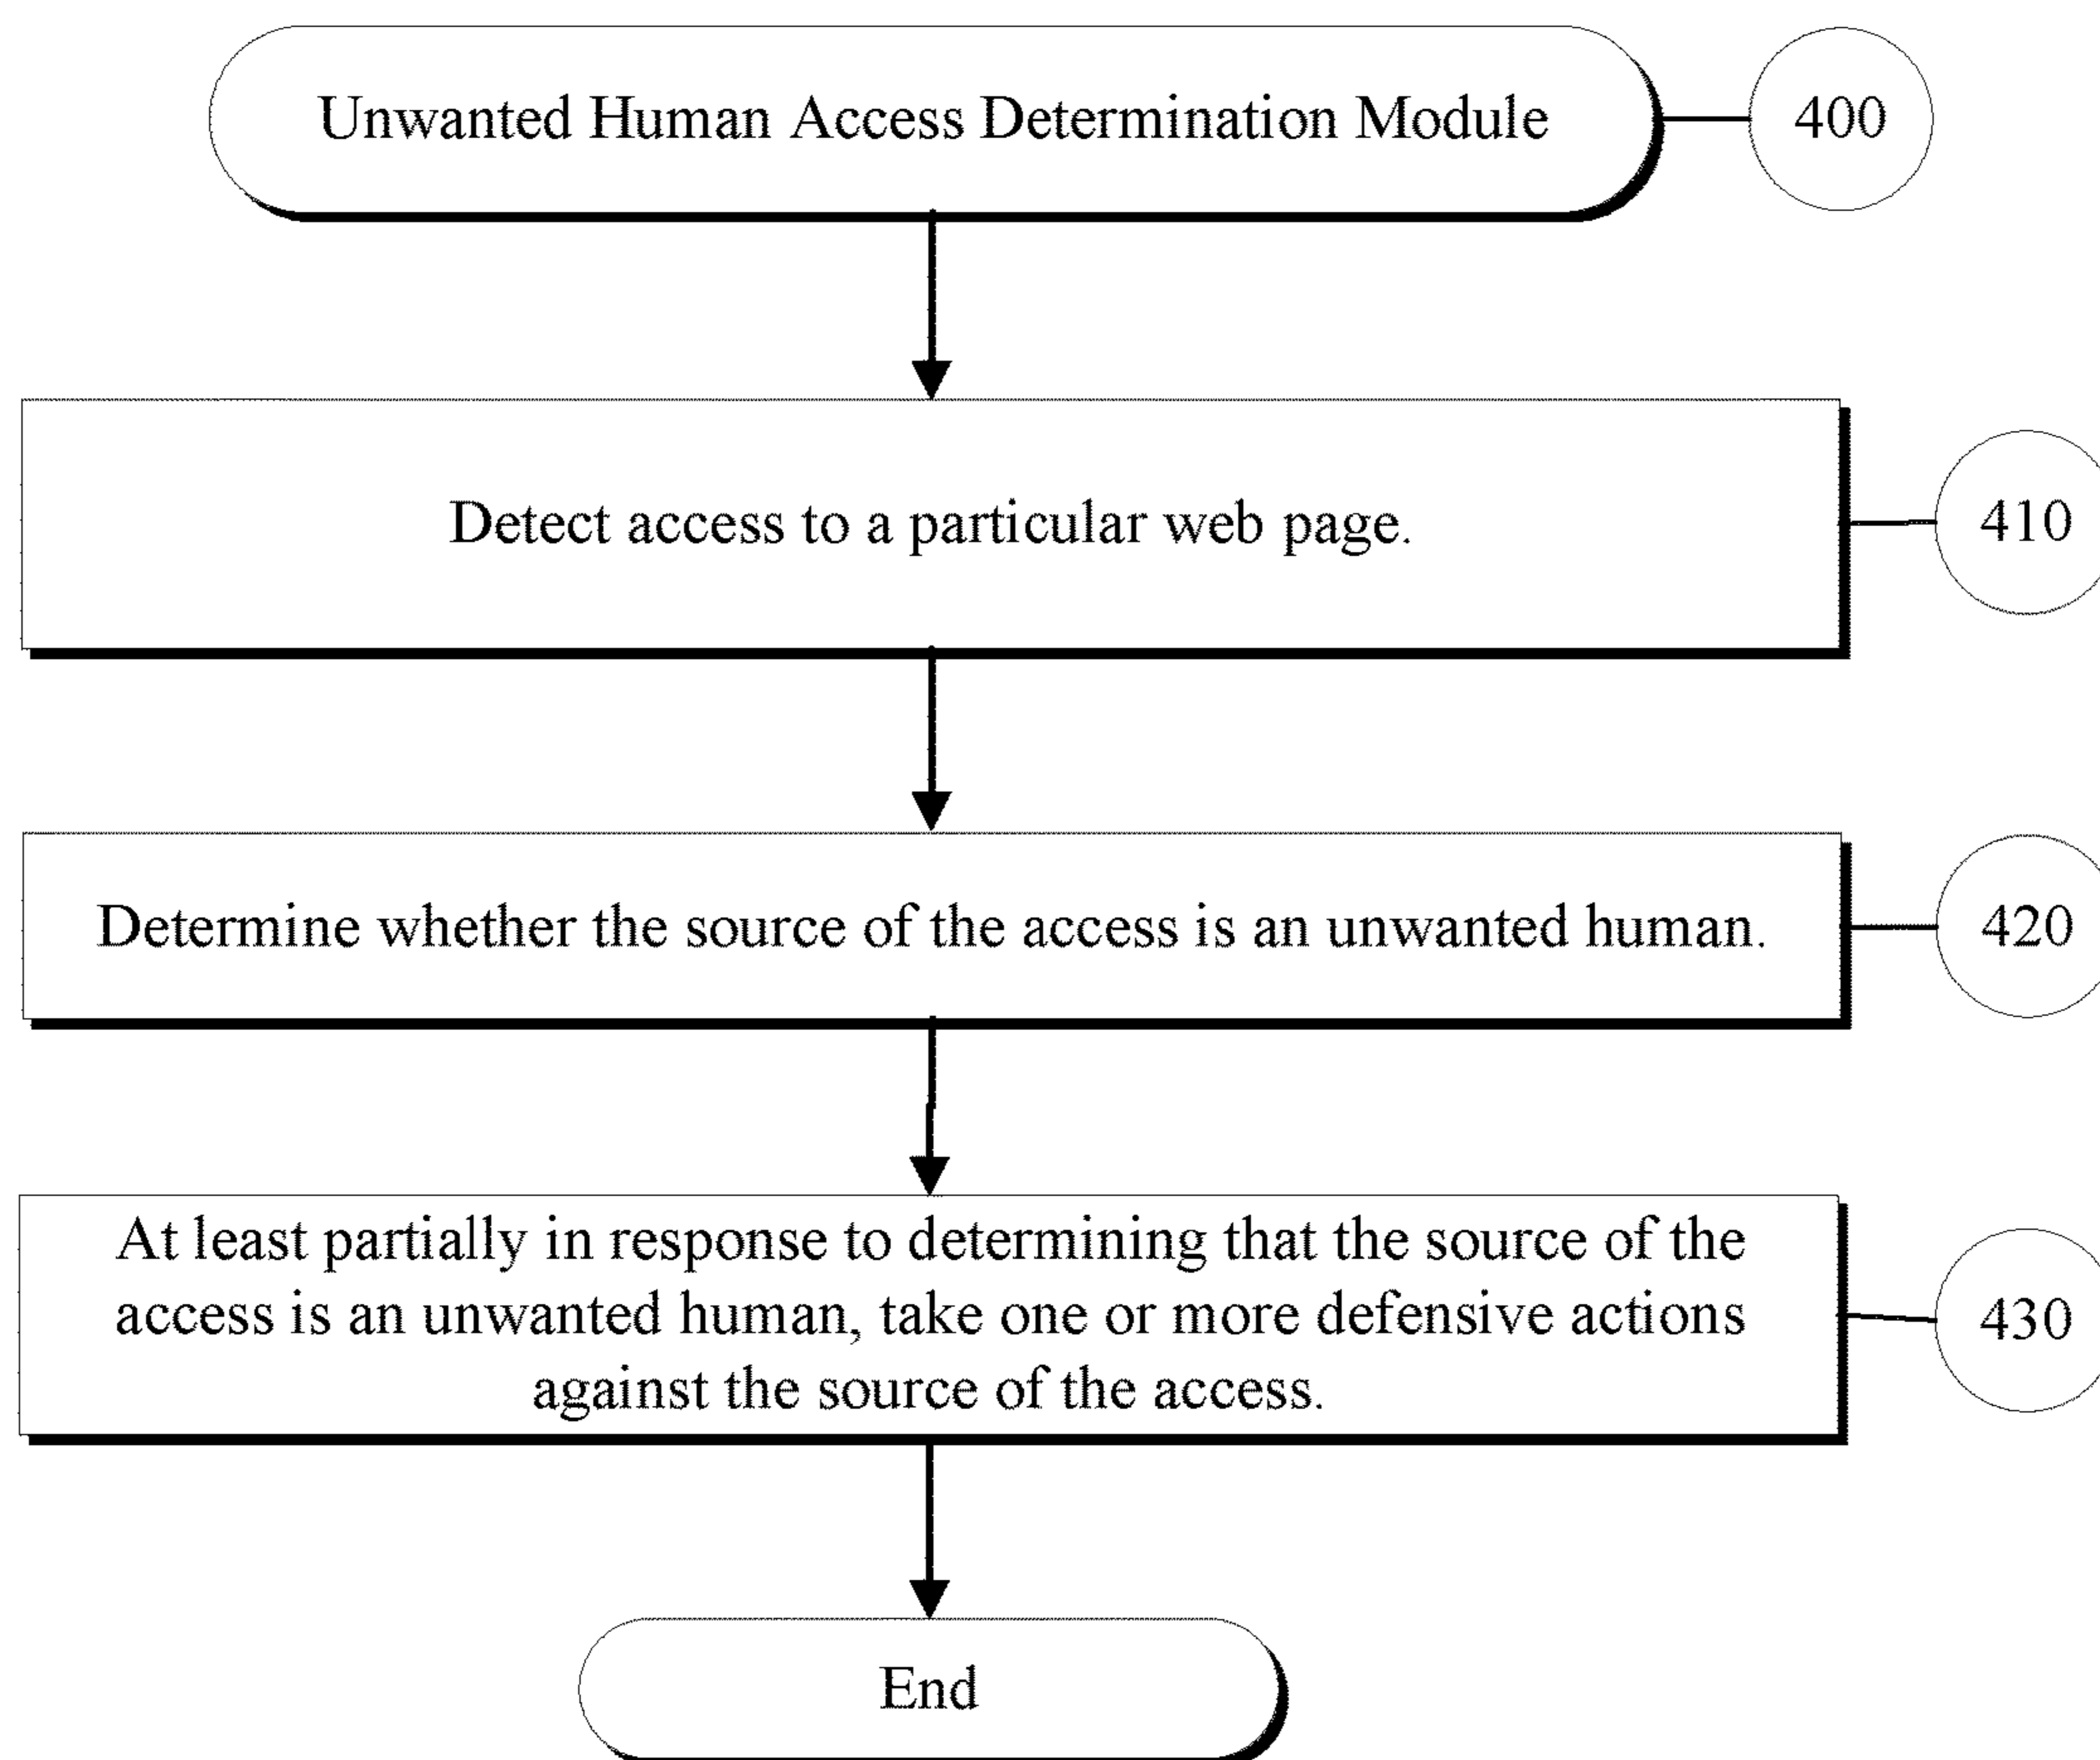 Unwanted Human Access Determination Module
400
Detect access to a particular web page.
410
Determine whether the source of the access is an unwanted human.
420
At least partially in response to determining that the source of the
access is an unwanted human, take one or more defensive actions
against the source of the access.
430
End